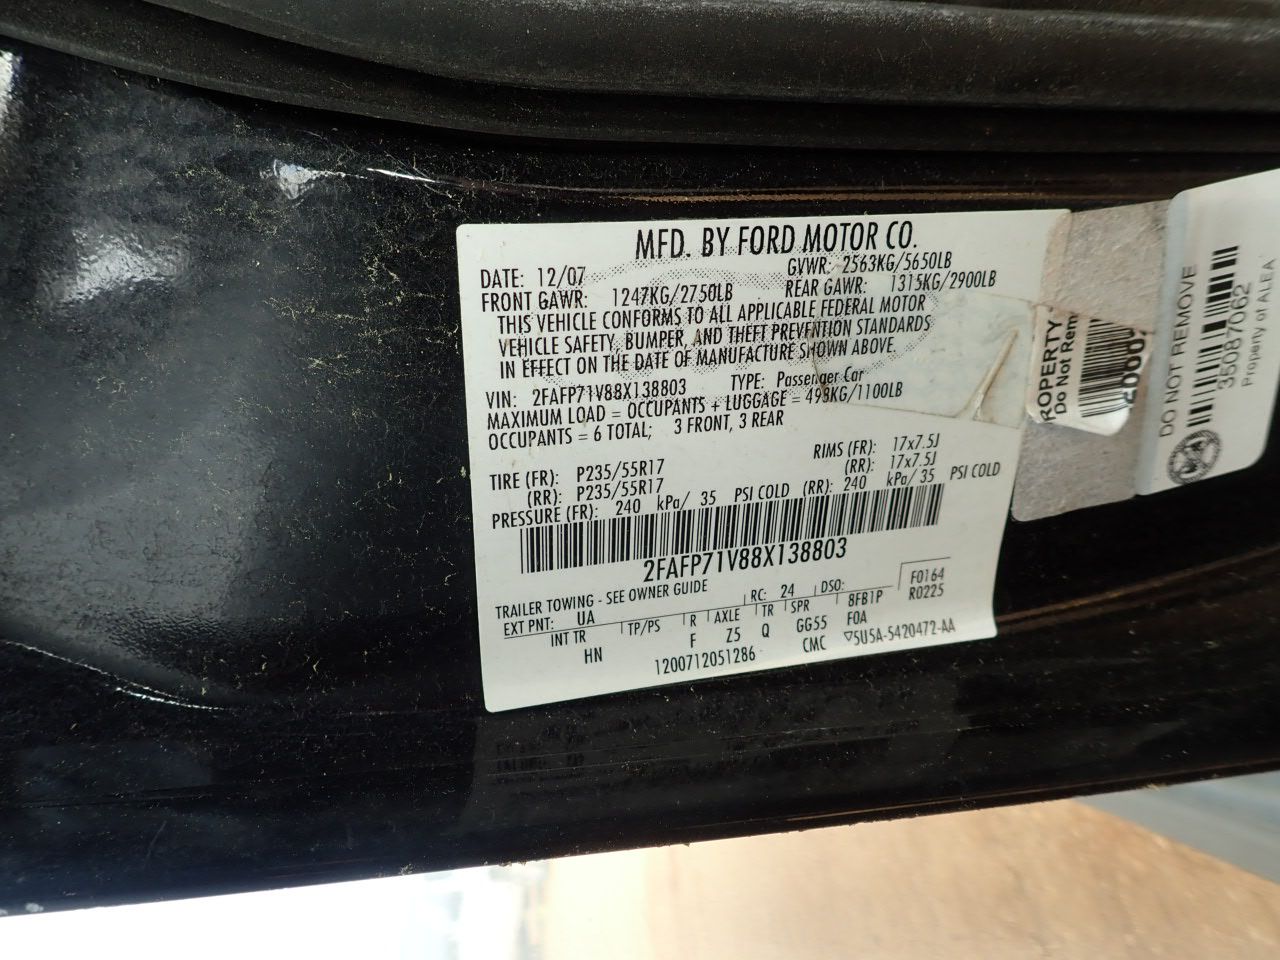 MFD. BY FORD MOTOR CO.
DATE: 12/07 GVWR: 2563KG/5650LB
FRONT GAWR: 1247KG/2750LB REAR GAWR: 1315KG/2900LB
THIS VEHICLE CONFORMS TO ALL APPLICABLE FEDERAL MOTOR
VEHICLE SAFETY, BUMPER, AND THEFT PREVENTION STANDARDS
IN EFFECT ON THE DATE OF MANUFACTURE SHOWN ABOVE.
VIN: 2FAFP71V88X138803 TYPE: Passenger Car
MAXIMUM LOAD = OCCUPANTS + LUGGAGE = 499KG/1100LB
OCCUPANTS = 6 TOTAL; 3 FRONT, 3 REAR
TIRE (FR): P235/55R17 RIMS (FR): 17x7.5J
(RR): P235/55R17 (RR): 17x7.5J
PRESSURE (FR): 240 kPa/ 35 PSI COLD (RR): 240 kPa/ 35 PSI COLD
2FAFP71V88X138803
TRAILER TOWING - SEE OWNER GUIDE
EXT PNT: UA RC: 24 DSO: F0164
R0225
INT TR TP/PS R AXLE TR SPR 8FB1P
HN F Z5 Q GG55 F0A
1200712051286 CMC ▽5U5A-5420472-AA
ROPERTY
Do Not Rem
2000
DO NOT REMOVE
35087062
Property of ALEA